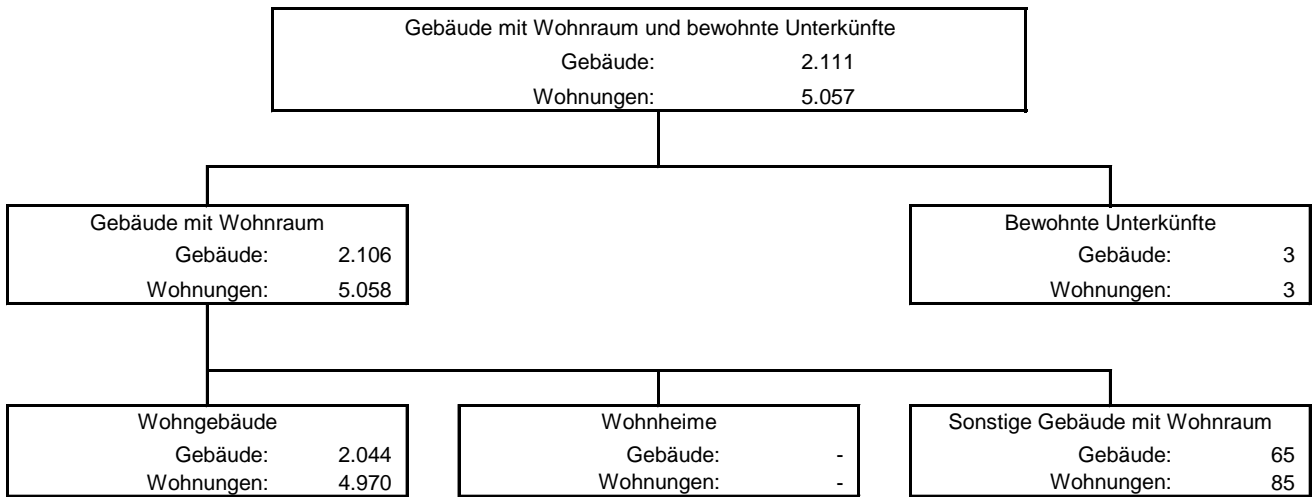 Gebäude mit Wohnraum und bewohnte Unterkünfte
Gebäude: 2.111
Wohnungen: 5.057
Gebäude mit Wohnraum
Gebäude: 2.106
Wohnungen: 5.058
Bewohnte Unterkünfte
Gebäude: 3
Wohnungen: 3
Wohngebäude
Gebäude: 2.044
Wohnungen: 4.970
Wohnheime
Gebäude: -
Wohnungen: -
Sonstige Gebäude mit Wohnraum
Gebäude: 65
Wohnungen: 85